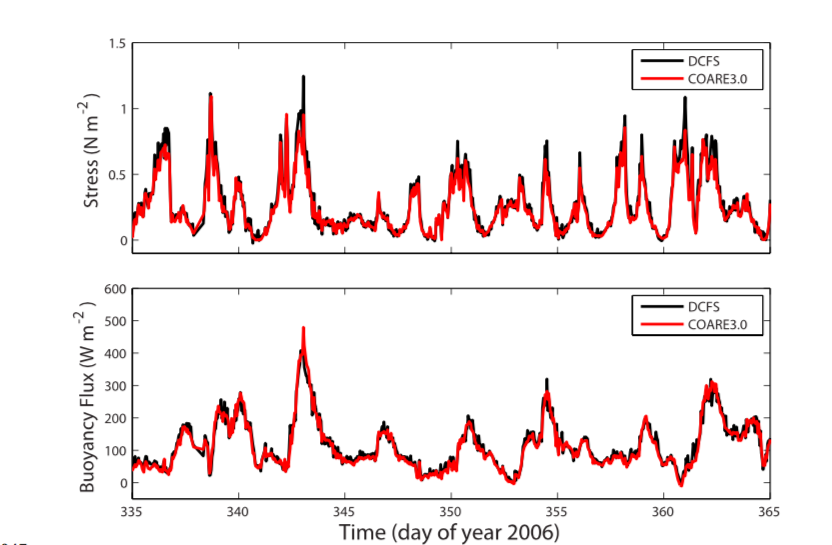 1.5
1
0.5
0
Stress (N m-2)
DCFS
COARE3.0
600
500
400
300
200
100
0
Buoyancy Flux (W m-2)
DCFS
COARE3.0
335 340 345 350 355 360 365
Time (day of year 2006)